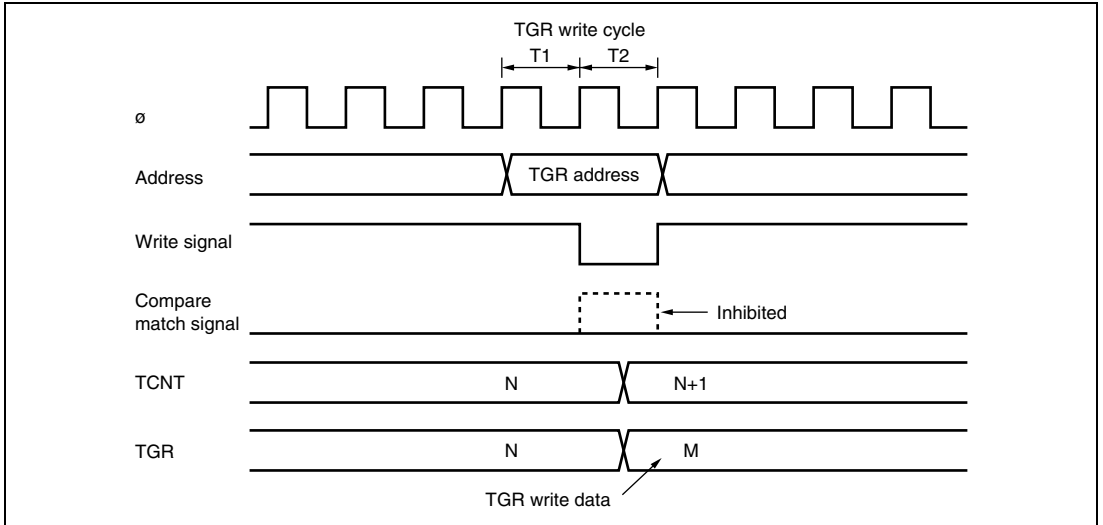 TGR write cycle
T1 T2
ø
Address TGR address
Write signal
Compare
match signal Inhibited
TCNT N N+1
TGR N M
TGR write data